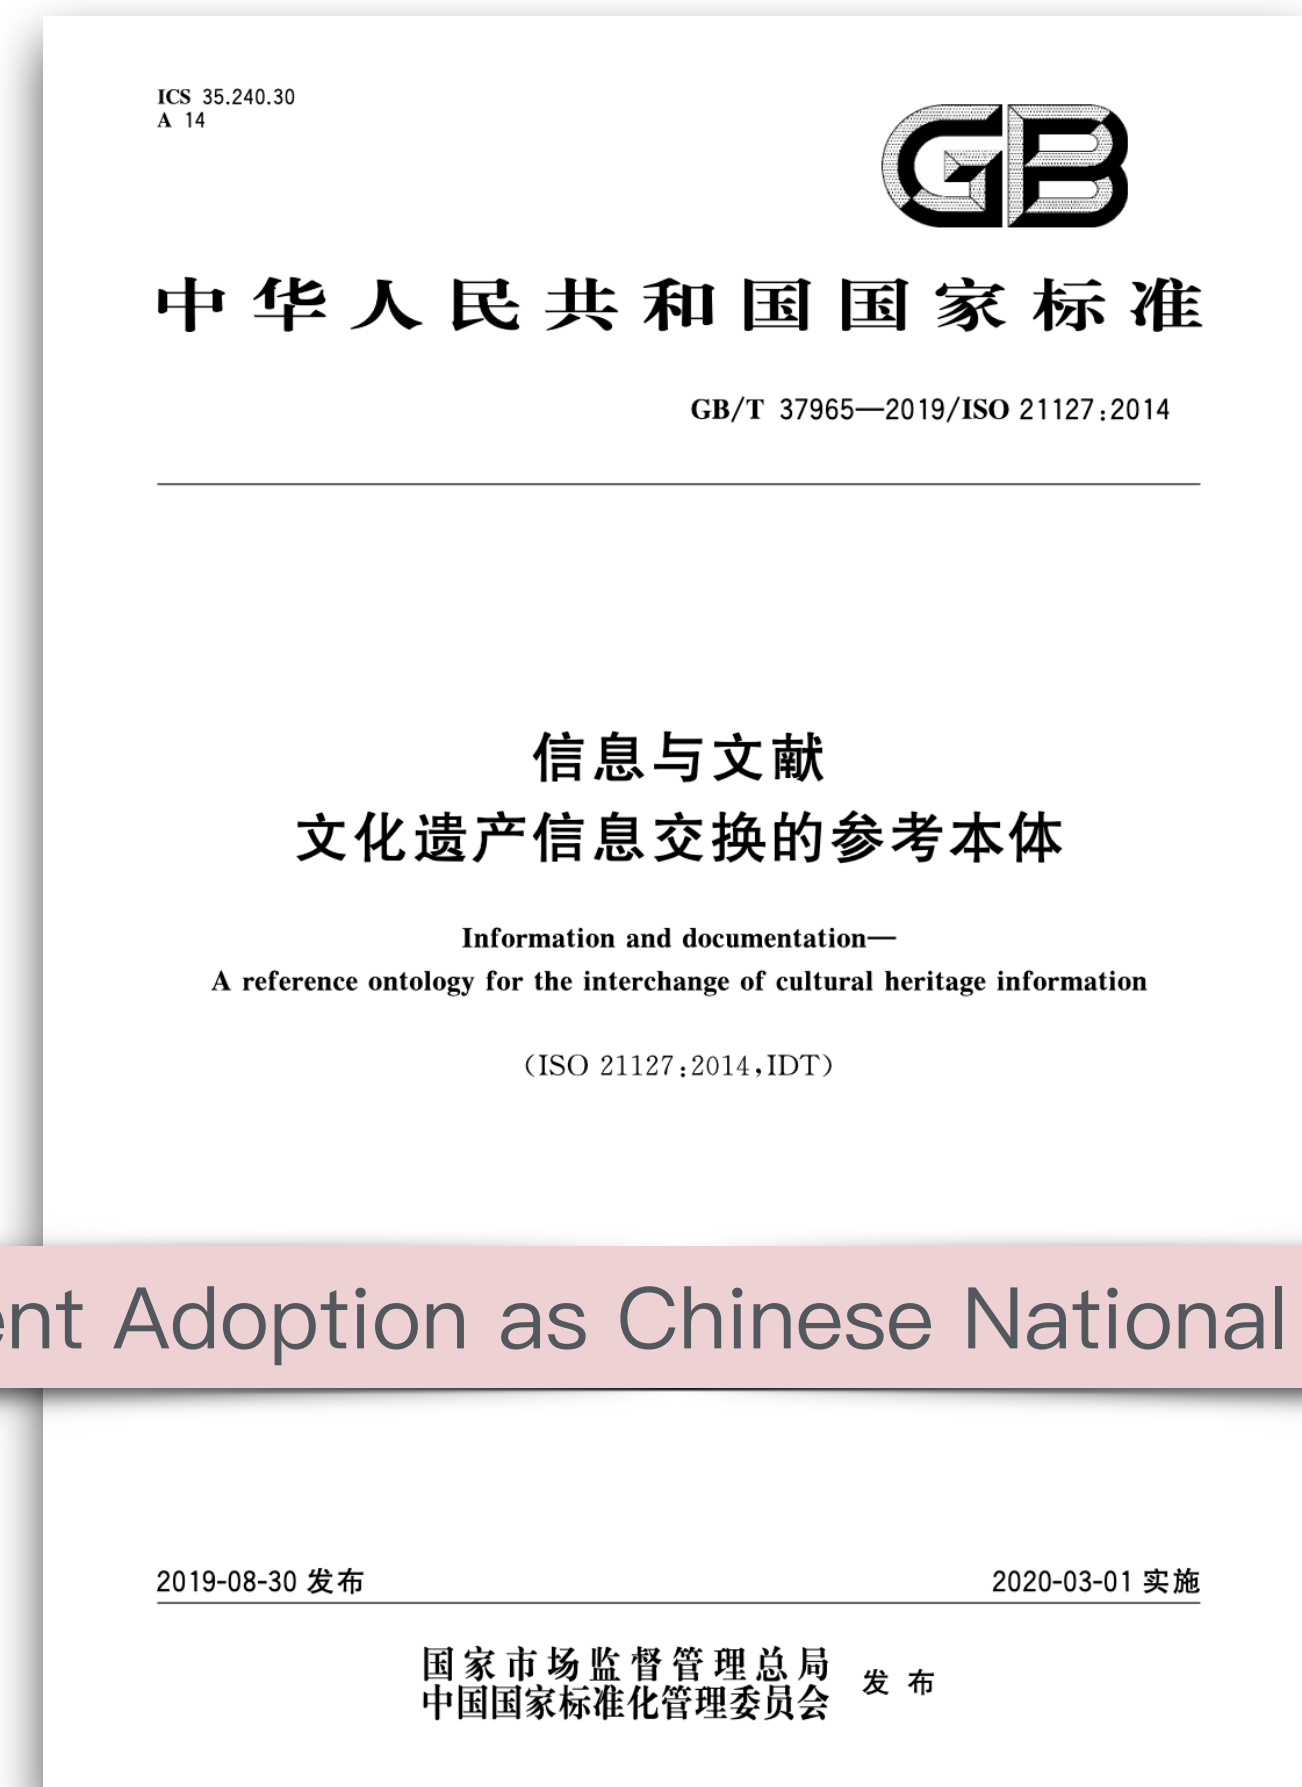 ICS 35.240.30
A 14
GB
中华人民共和国国家标准
GB/T 37965—2019/ISO 21127:2014
信息与文献
文化遗产信息交换的参考本体
Information and documentation—
A reference ontology for the interchange of cultural heritage information
(ISO 21127:2014,IDT)
Adoption as Chinese National
2019-08-30 发布
2020-03-01 实施
国家市场监督管理总局
中国国家标准化管理委员会
发布